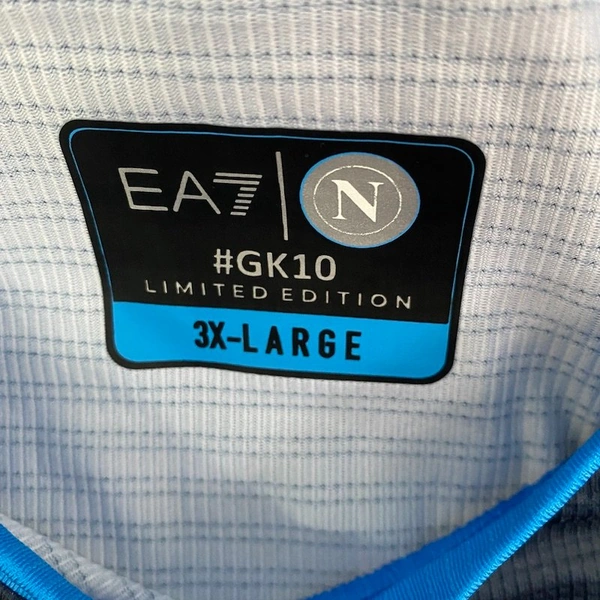 EA7 | N
#GK10
LIMITED EDITION
3X-LARGE